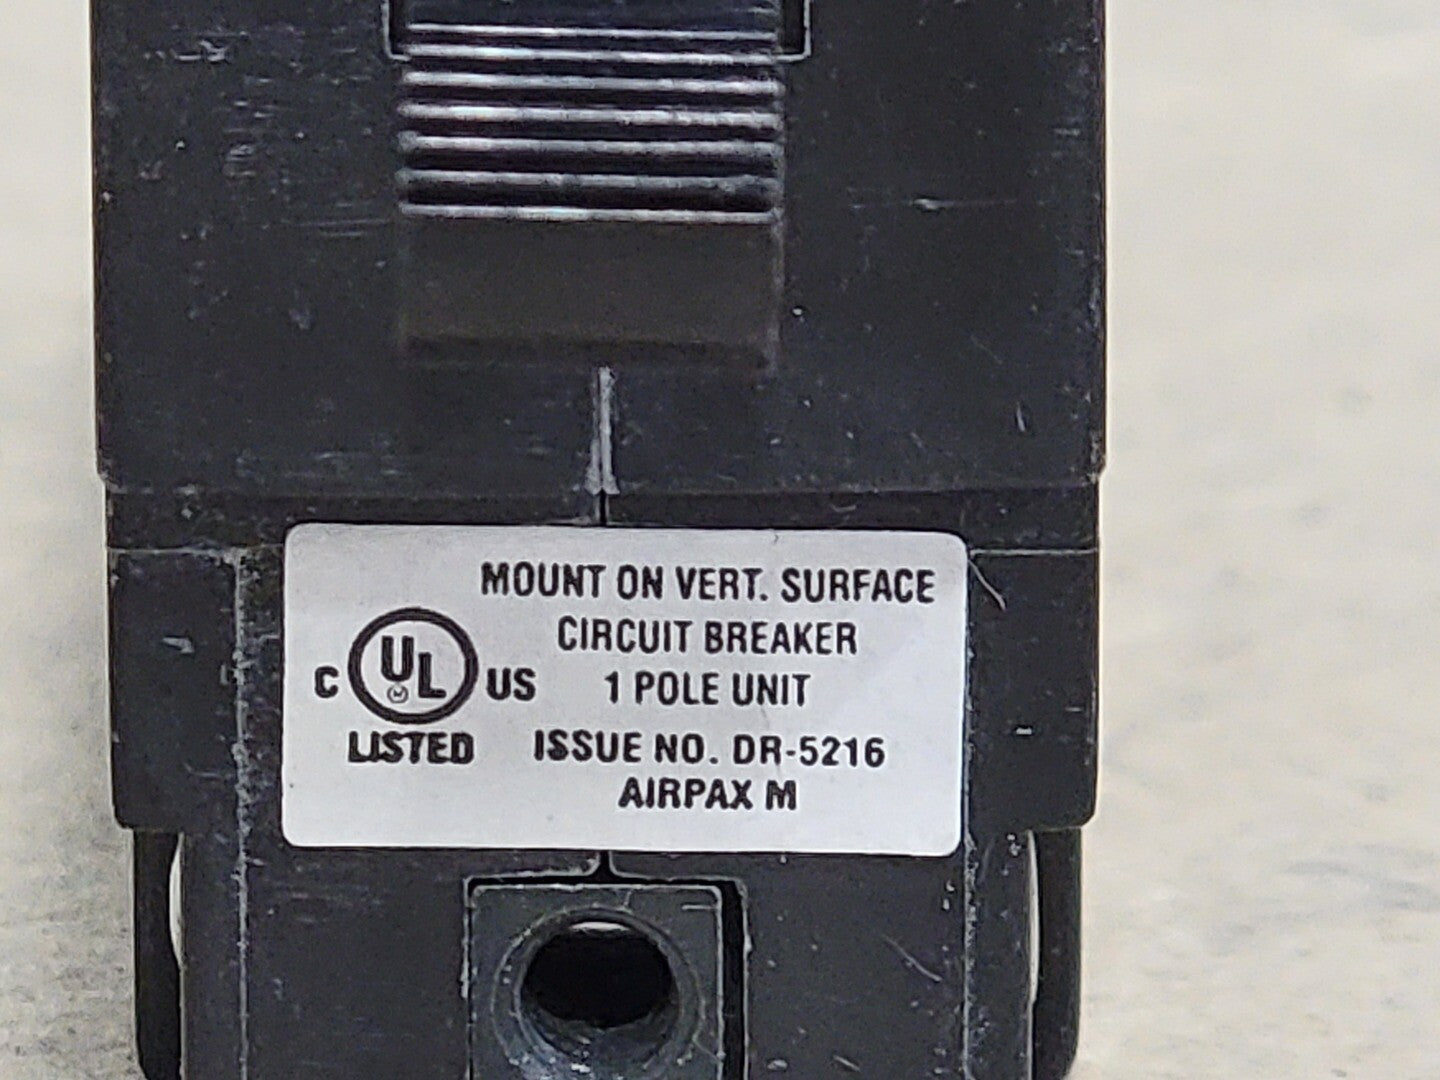 MOUNT ON VERT. SURFACE
CIRCUIT BREAKER
1 POLE UNIT
C UL US
LISTED
ISSUE NO. DR-5216
AIRPAX M